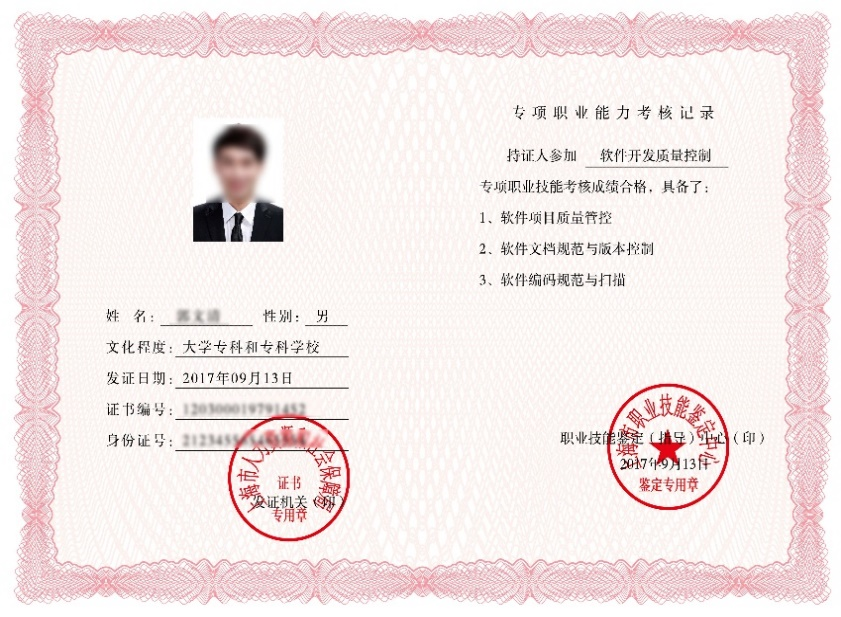 姓 名：
性别：男
文化程度：大学专科和专科学校
发证日期：2017年09月13日
证书编号：
身份证号：
上海市人力 社会保障局
证书
专用章
发证机关（印）
专项职业能力考核记录
持证人参加 软件开发质量控制
专项职业技能考核成绩合格，具备了：
1、软件项目质量管控
2、软件文档规范与版本控制
3、软件编码规范与扫描
职业技能鉴定（指导）中心（印）
2017年9月13日
上海市职业技能鉴定中心
鉴定专用章